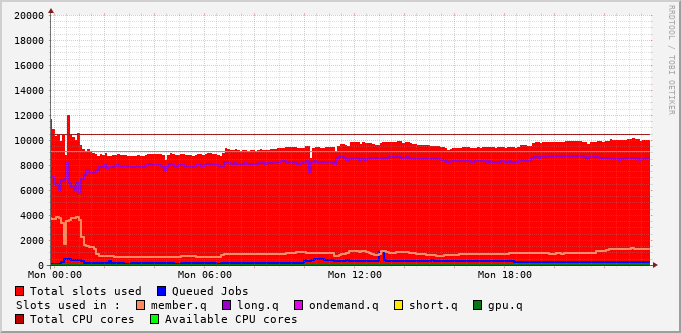 20000
18000
16000
14000
12000
10000
8000
6000
4000
2000
0
Mon 00:00 Mon 06:00 Mon 12:00 Mon 18:00
RRDTOOL / TOBI OETIKER
Total slots used Queued Jobs
Slots used in : member.q long.q ondemand.q short.q gpu.q
Total CPU cores Available CPU cores